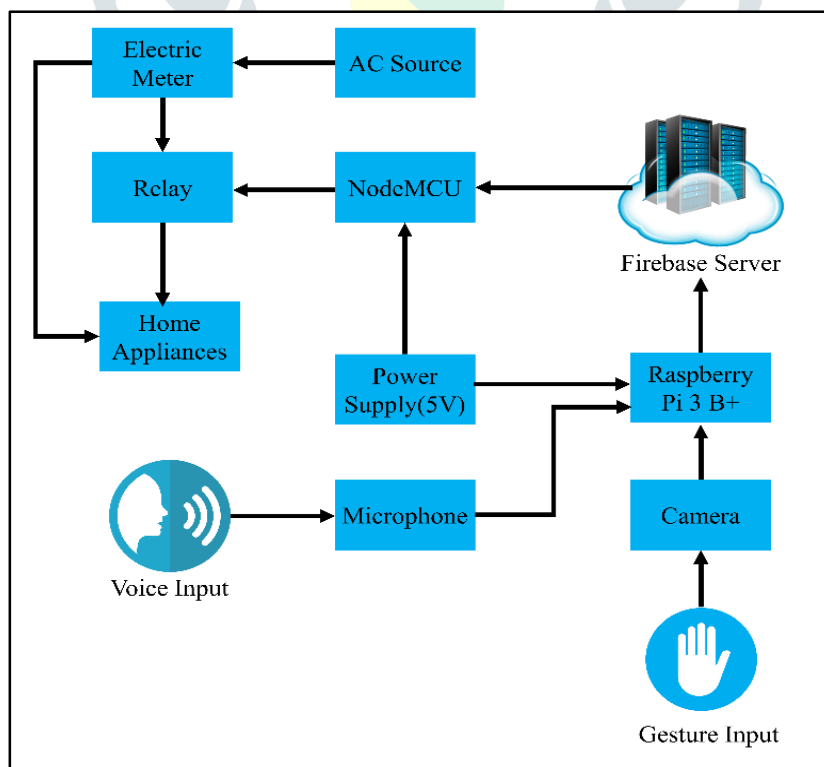 Electric
Meter
AC Source
Relay
NodeMCU
Firebase Server
Home
Appliances
Power
Supply(5V)
Raspberry
Pi 3 B+
Microphone
Camera
Voice Input
Gesture Input